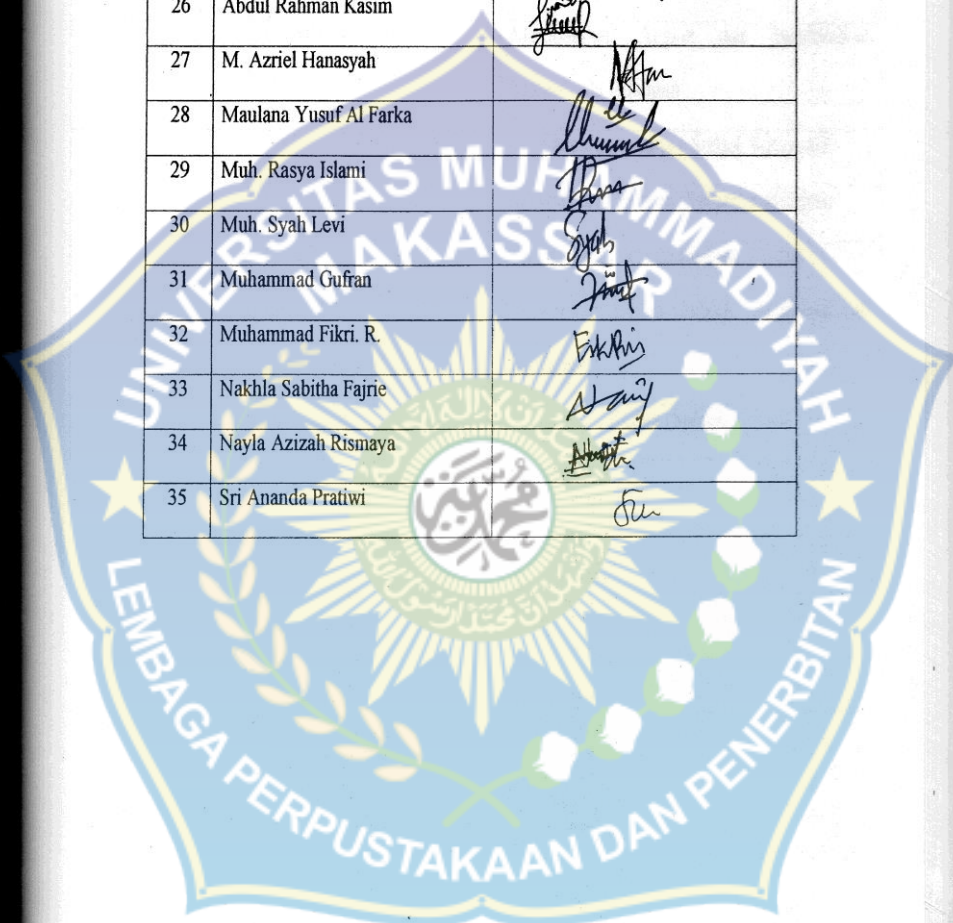 26 Abdul Rahman Kasim
27 M. Azriel Hanasyah
28 Maulana Yusuf Al Farka
29 Muh. Rasya Islami
30 Muh. Syah Levi Syah
31 Muhammad Gufran
32 Muhammad Fikri. R.
33 Nakhla Sabitha Fajrie
34 Nayla Azizah Rismaya
35 Sri Ananda Pratiwi
UNIVERSITAS MUHAMMADIYAH
MAKASSAR
LEMBAGA PERPUSTAKAAN DAN PENERBITAN